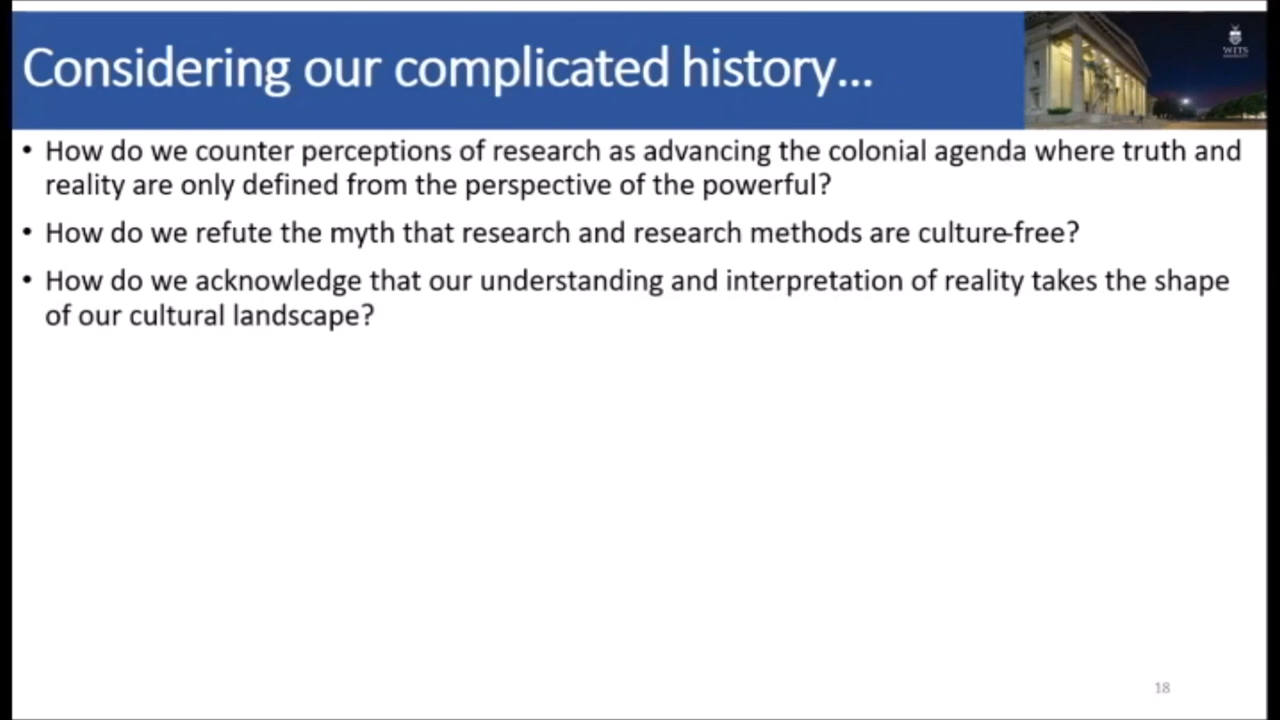 Considering our complicated history...
WITS
UNIVERSITY
• How do we counter perceptions of research as advancing the colonial agenda where truth and
reality are only defined from the perspective of the powerful?
• How do we refute the myth that research and research methods are culture-free?
• How do we acknowledge that our understanding and interpretation of reality takes the shape
of our cultural landscape?
18